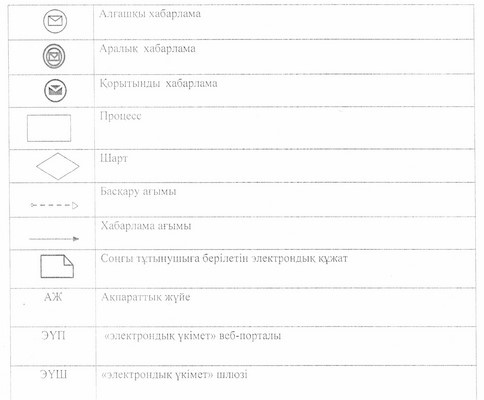 Алғашқы хабарлама
Аралық хабарлама
Қорытынды хабарлама
Процесс
Шарт
Басқару ағымы
Хабарлама ағымы
Соңғы тұтынушыға берілетін электрондық құжат
АЖ Ақпараттық жүйе
ЭҮП «электрондық үкімет» веб-порталы
ЭҮШ «электрондық үкімет» шлюзі